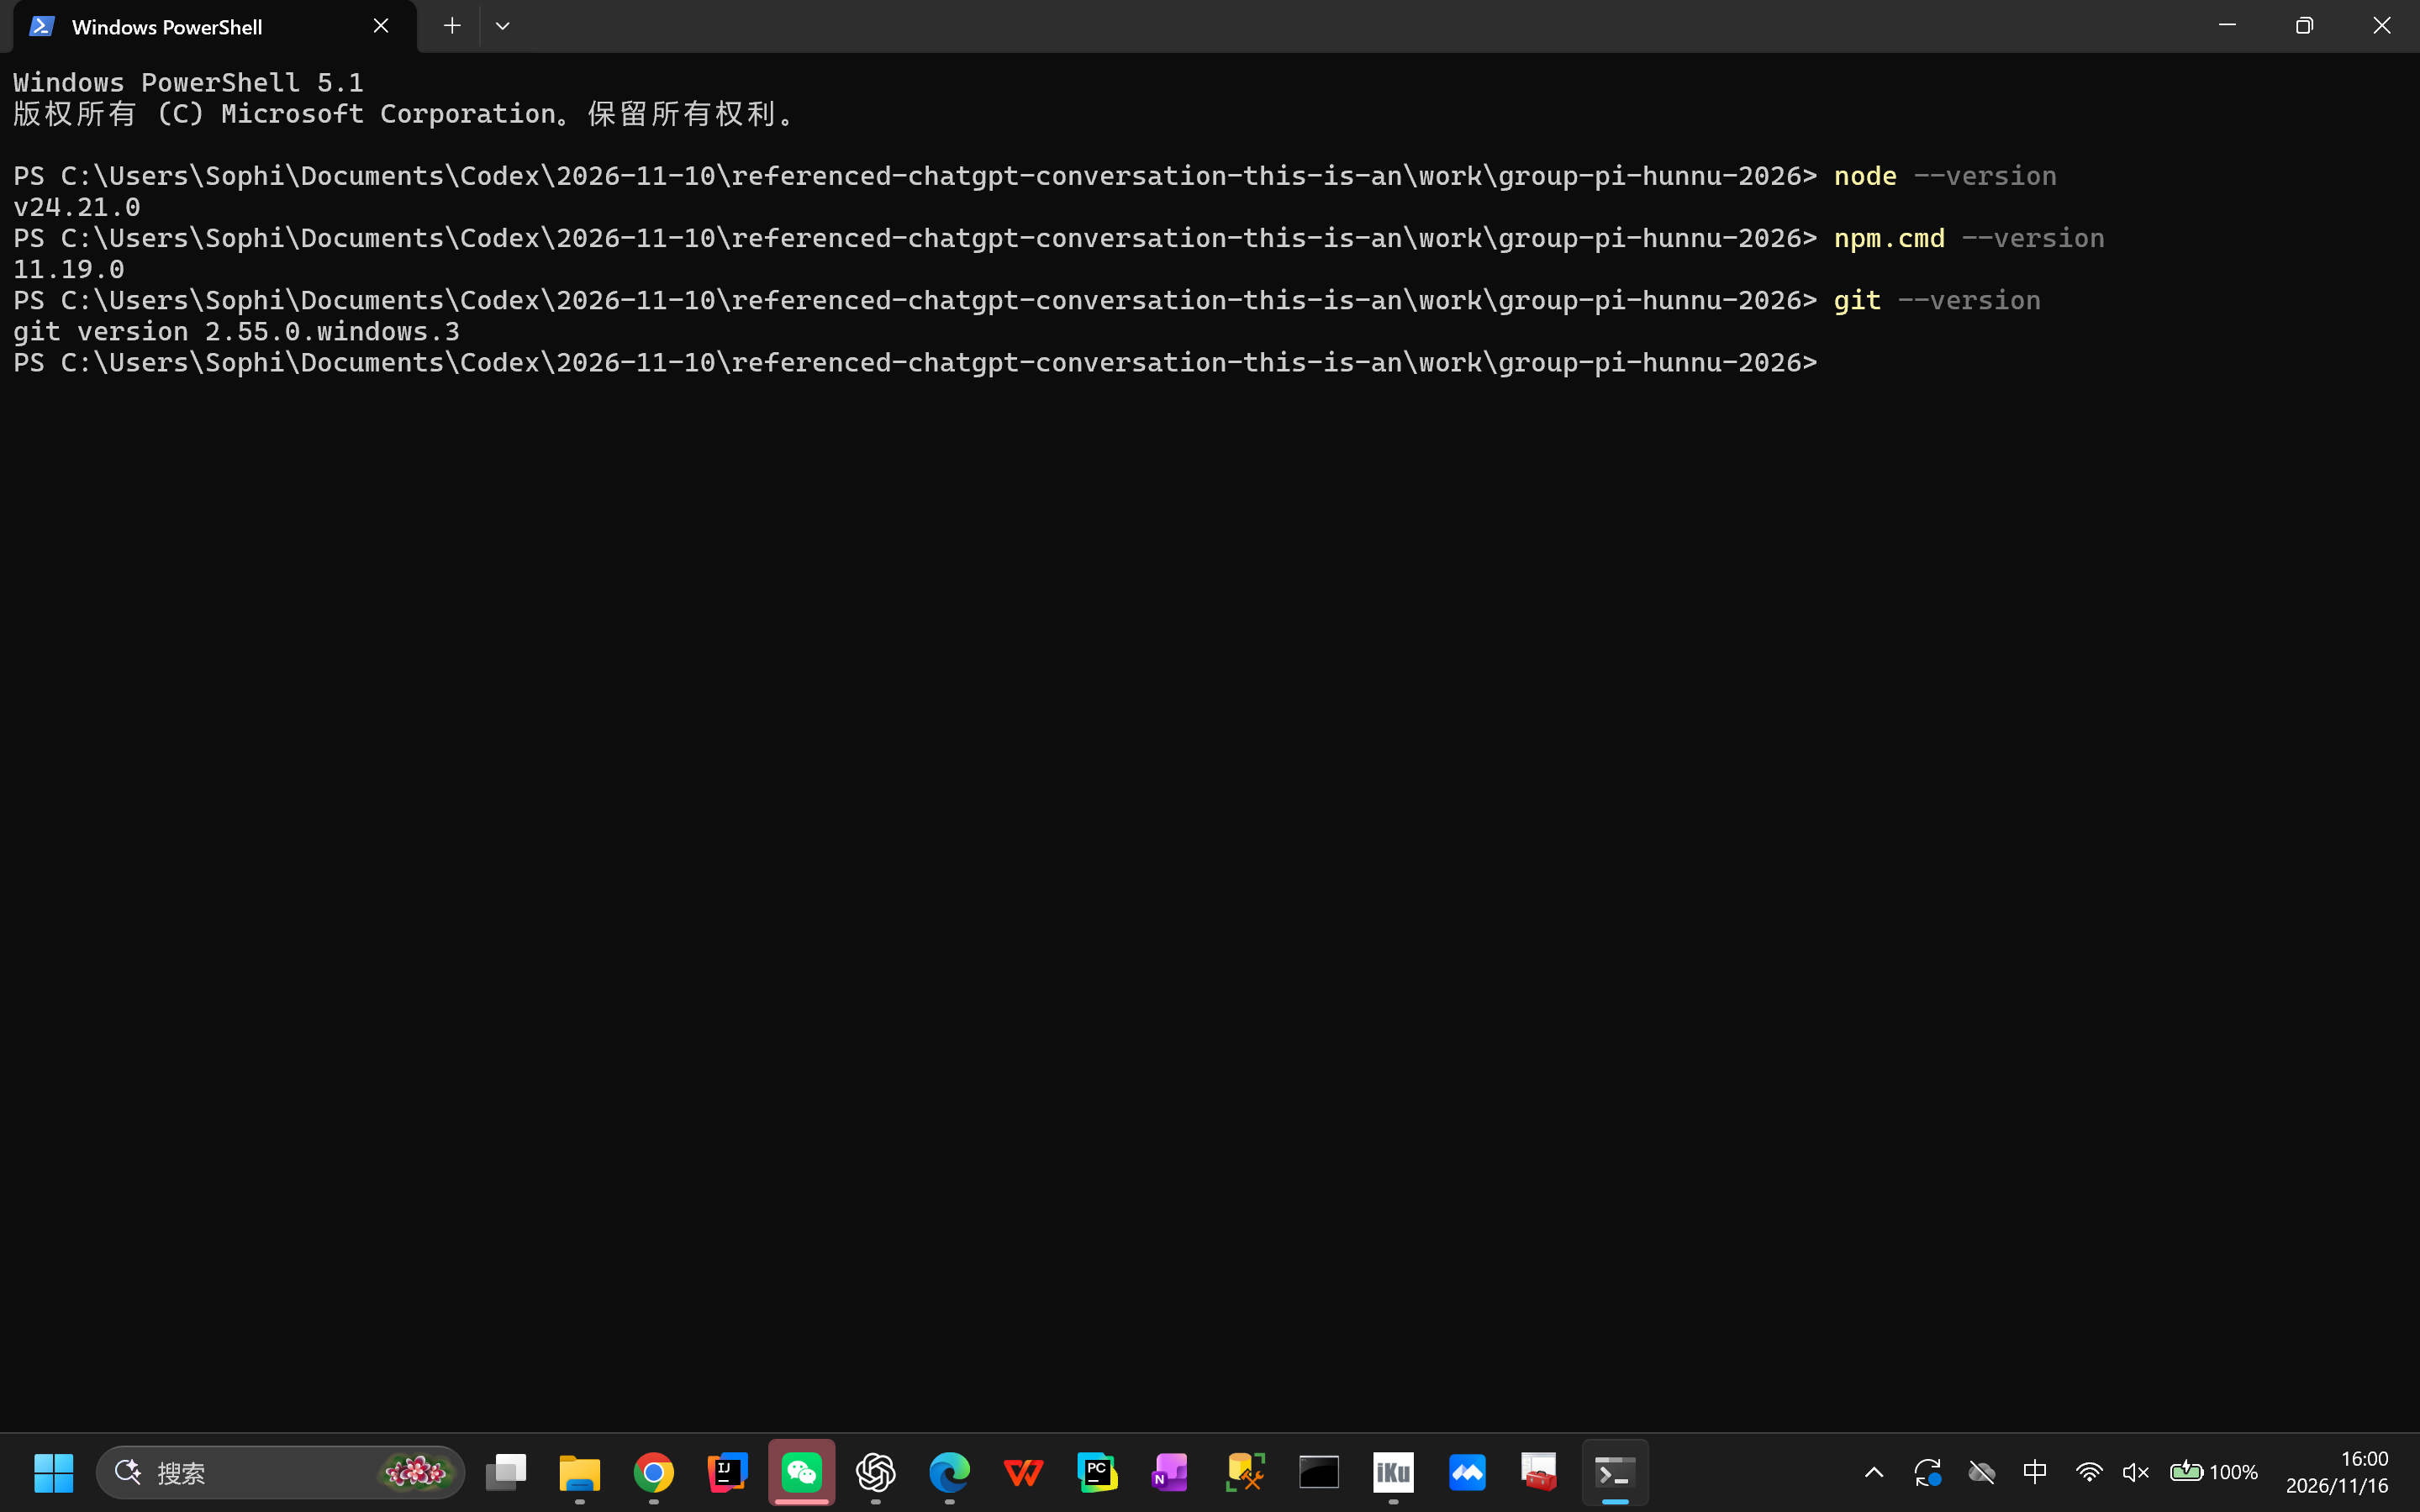 Windows PowerShell
Windows PowerShell 5.1
版权所有 (C) Microsoft Corporation。保留所有权利。
PS C:\Users\Sophi\Documents\Codex\2026-11-10\referenced-chatgpt-conversation-this-is-an\work\group-pi-hunnu-2026> node --version
v24.21.0
PS C:\Users\Sophi\Documents\Codex\2026-11-10\referenced-chatgpt-conversation-this-is-an\work\group-pi-hunnu-2026> npm.cmd --version
11.19.0
PS C:\Users\Sophi\Documents\Codex\2026-11-10\referenced-chatgpt-conversation-this-is-an\work\group-pi-hunnu-2026> git --version
git version 2.55.0.windows.3
PS C:\Users\Sophi\Documents\Codex\2026-11-10\referenced-chatgpt-conversation-this-is-an\work\group-pi-hunnu-2026>
搜索
IJ
PC
N
iKu
中
100%
16:00
2026/11/16